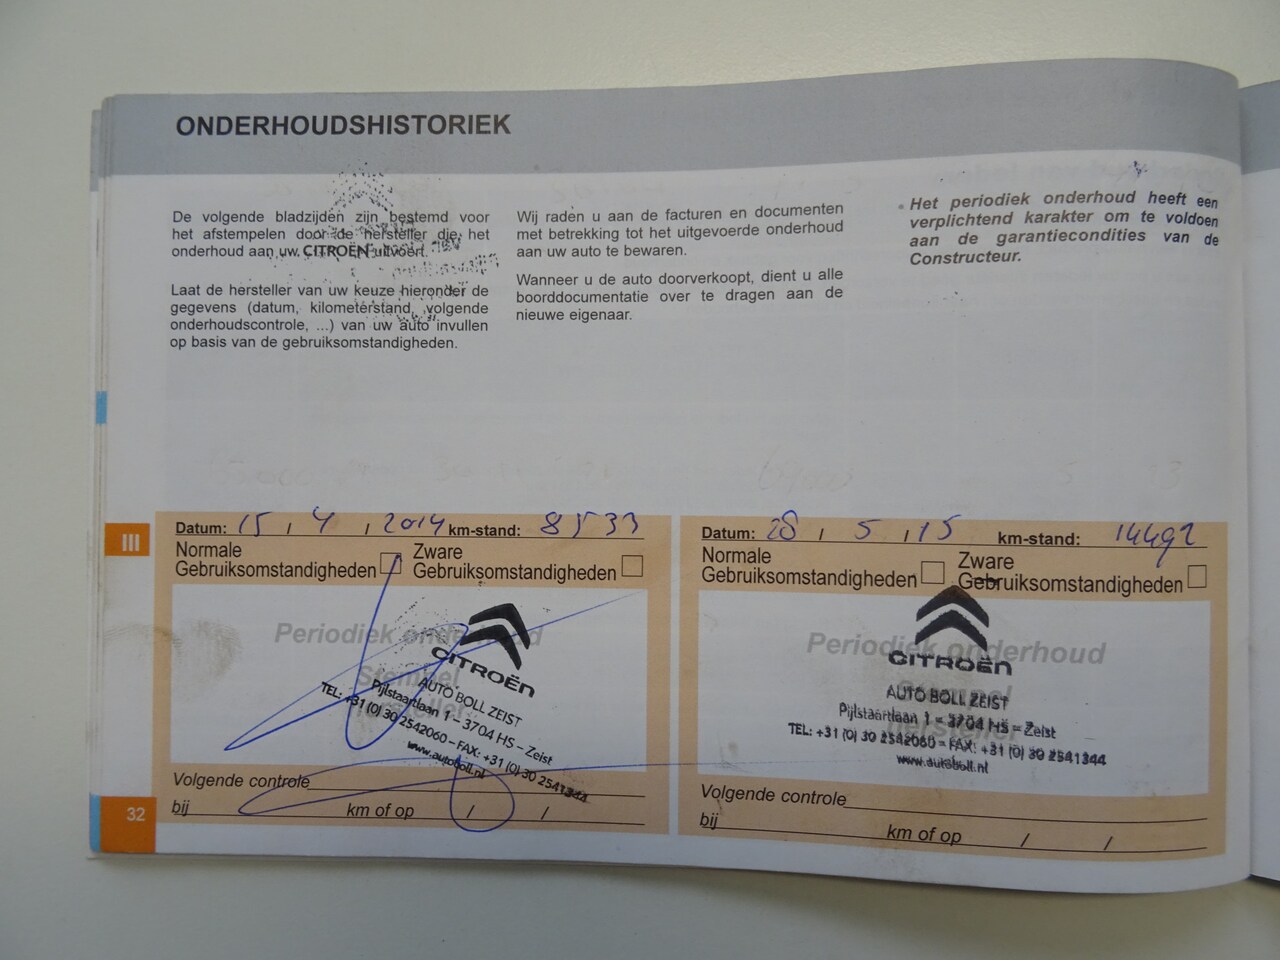 ONDERHOUDSHISTORIEK
De volgende bladzijden zijn bestemd voor
het afstempelen door de hersteller die het
onderhoud aan uw CITROËN uitvoert.
Laat de hersteller van uw keuze hieronder de
gegevens (datum, kilometerstand, volgende
onderhoudscontrole, ...) van uw auto invullen
op basis van de gebruiksomstandigheden.
Wij raden u aan de facturen en documenten
met betrekking tot het uitgevoerde onderhoud
aan uw auto te bewaren.
Wanneer u de auto doorverkoopt, dient u alle
boorddocumentatie over te dragen aan de
nieuwe eigenaar.
• Het periodiek onderhoud heeft een
verplichtend karakter om te voldoen
aan de garantiecondities van de
Constructeur.
III
Datum: 15 / 4 / 2014 km-stand: 8533
Normale
Gebruiksomstandigheden
Zware
Gebruiksomstandigheden
Periodiek onderhoud
Stempel
hersteller
CITROËN
AUTO BOLL ZEIST
Pijlstaartlaan 1 - 3704 HS – Zeist
TEL: +31 (0) 30 2542060 – FAX: +31 (0) 30 2541344
www.autoboll.nl
Volgende controle
bij km of op / /
Datum: 28 / 5 / 15 km-stand: 14492
Normale
Gebruiksomstandigheden
Zware
Gebruiksomstandigheden
Periodiek onderhoud
Stempel
hersteller
CITROËN
AUTO BOLL ZEIST
Pijlstaartlaan 1 – 3704 HS – Zeist
TEL: +31 (0) 30 2542060 – FAX: +31 (0) 30 2541344
www.autoboll.nl
Volgende controle
bij km of op / /
32